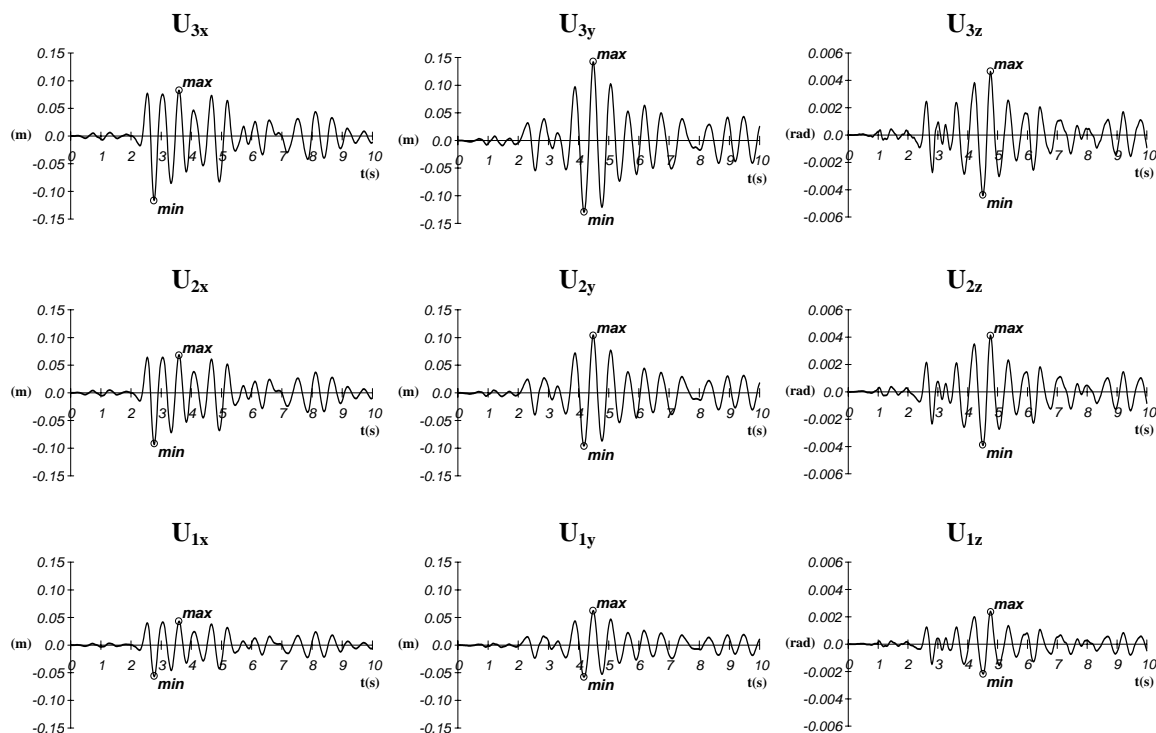 U3x
0.15
0.10
0.05
(m) 0.0
-0.05
-0.10
-0.15
max
min
0 1 2 3 4 5 6 7 8 9 10
t(s)
U3y
0.15
0.10
0.05
(m) 0.0
-0.05
-0.10
-0.15
max
min
0 1 2 3 4 5 6 7 8 9 10
t(s)
U3z
0.006
0.004
0.002
(rad) 0.0
-0.002
-0.004
-0.006
max
min
0 1 2 3 4 5 6 7 8 9 10
t(s)
U2x
0.15
0.10
0.05
(m) 0.0
-0.05
-0.10
-0.15
max
min
0 1 2 3 4 5 6 7 8 9 10
t(s)
U2y
0.15
0.10
0.05
(m) 0.0
-0.05
-0.10
-0.15
max
min
0 1 2 3 4 5 6 7 8 9 10
t(s)
U2z
0.006
0.004
0.002
(rad) 0.0
-0.002
-0.004
-0.006
max
min
0 1 2 3 4 5 6 7 8 9 10
t(s)
U1x
0.15
0.10
0.05
(m) 0.0
-0.05
-0.10
-0.15
max
min
0 1 2 3 4 5 6 7 8 9 10
t(s)
U1y
0.15
0.10
0.05
(m) 0.0
-0.05
-0.10
-0.15
max
min
0 1 2 3 4 5 6 7 8 9 10
t(s)
U1z
0.006
0.004
0.002
(rad) 0.0
-0.002
-0.004
-0.006
max
min
0 1 2 3 4 5 6 7 8 9 10
t(s)